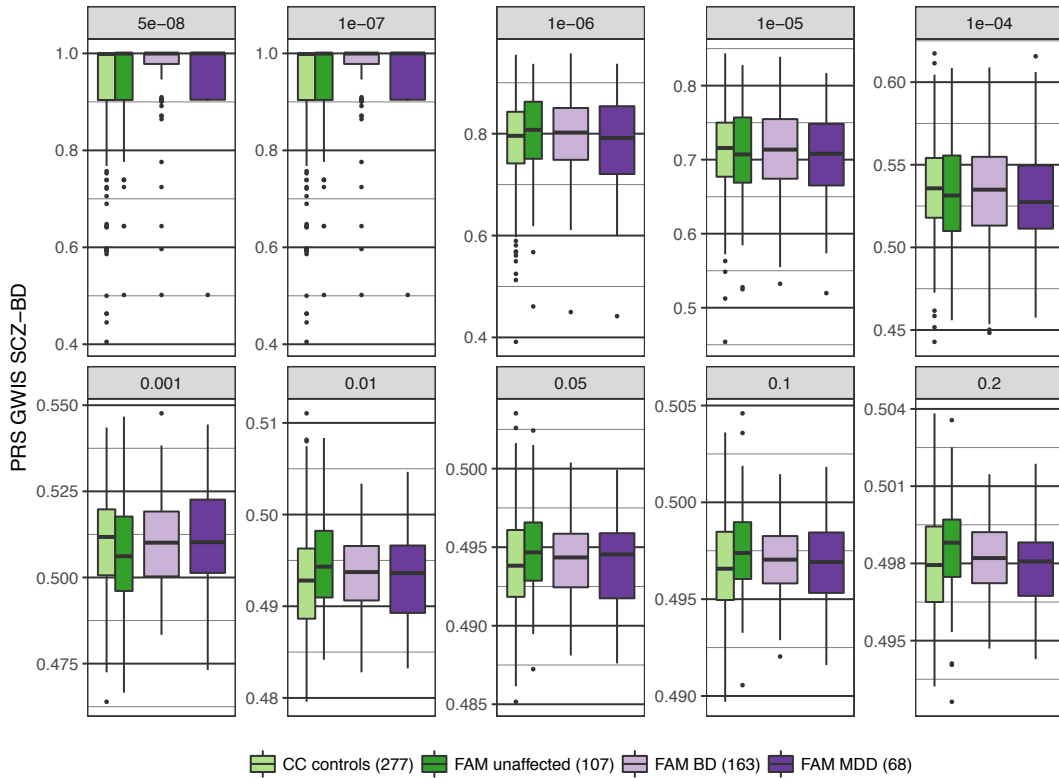 5e−08 1e−07 1e−06 1e−05 1e−04
1.0 0.8 0.6 0.4
1.0 0.8 0.6 0.4
0.8 0.6 0.4
0.8 0.7 0.6 0.5
0.60 0.55 0.50 0.45
PRS GWIS SCZ−BD
0.001 0.01 0.05 0.1 0.2
0.550 0.525 0.500 0.475
0.51 0.50 0.49 0.48
0.500 0.495 0.490 0.485
0.505 0.500 0.495 0.490
0.504 0.501 0.498 0.495
CC controls (277) FAM unaffected (107) FAM BD (163) FAM MDD (68)